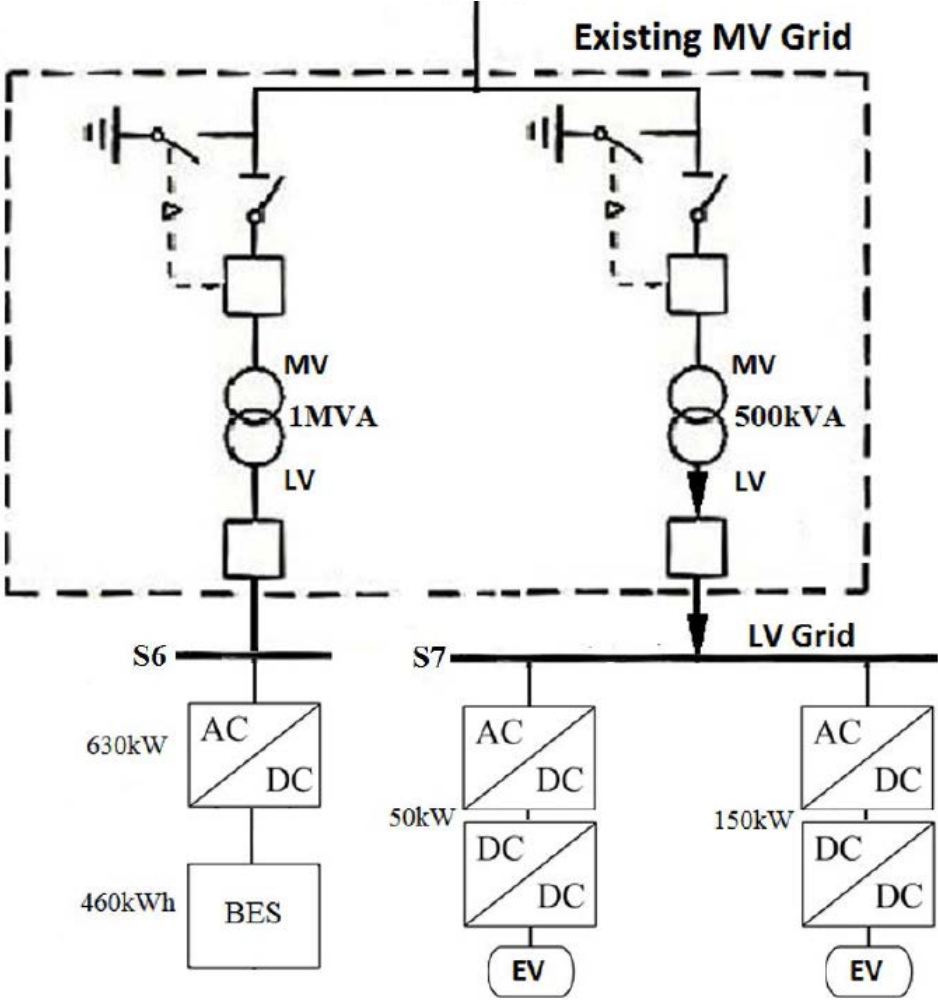 Existing MV Grid
MV
1MVA
LV
MV
500kVA
LV
S6
S7
LV Grid
630kW
AC
DC
460kWh
BES
50kW
AC
DC
DC
DC
EV
150kW
AC
DC
DC
DC
EV